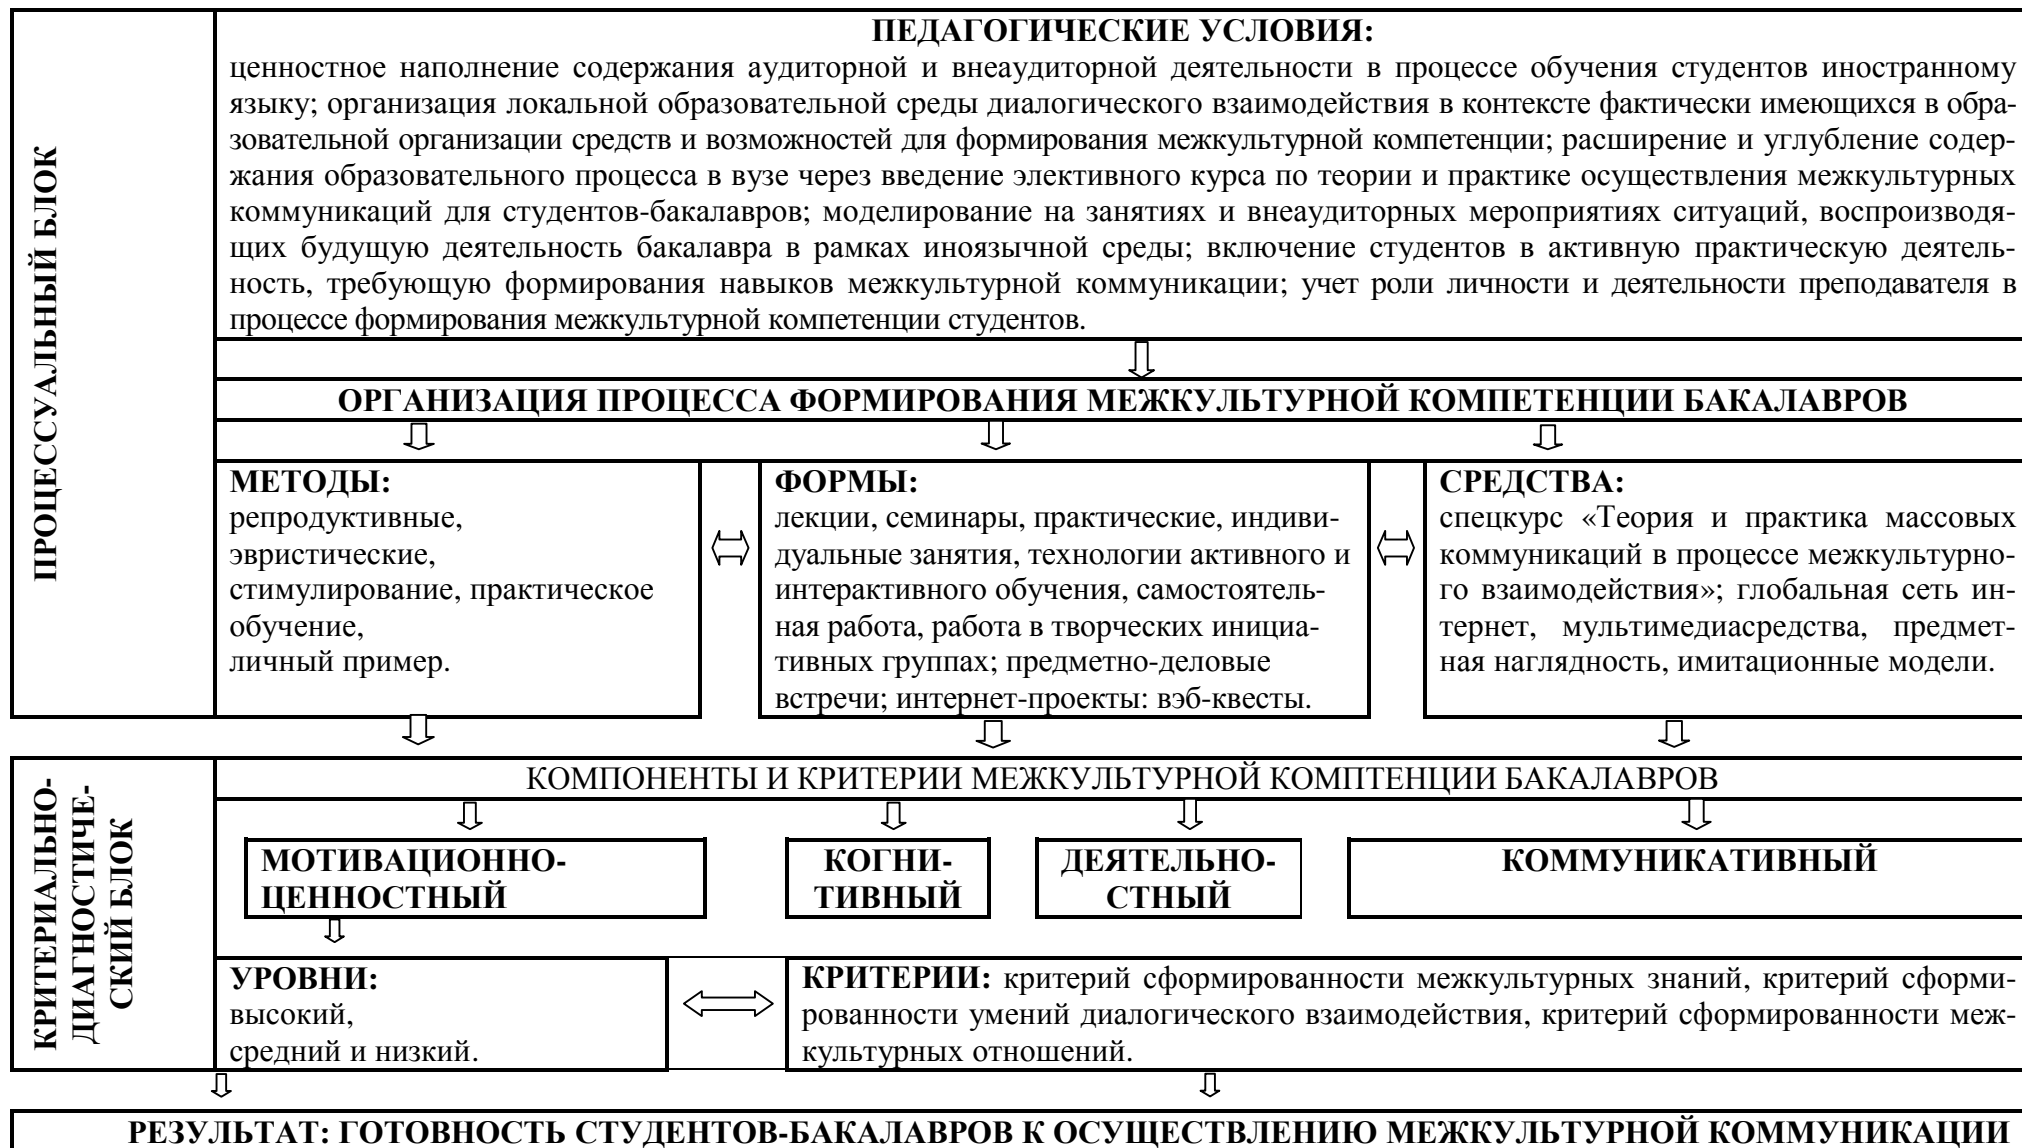 ПРОЦЕССУАЛЬНЫЙ БЛОК
ПЕДАГОГИЧЕСКИЕ УСЛОВИЯ:
ценностное наполнение содержания аудиторной и внеаудиторной деятельности в процессе обучения студентов иностранному
языку; организация локальной образовательной среды диалогического взаимодействия в контексте фактически имеющихся в обра-
зовательной организации средств и возможностей для формирования межкультурной компетенции; расширение и углубление содер-
жания образовательного процесса в вузе через введение элективного курса по теории и практике осуществления межкультурных
коммуникаций для студентов-бакалавров; моделирование на занятиях и внеаудиторных мероприятиях ситуаций, воспроизводя-
щих будущую деятельность бакалавра в рамках иноязычной среды; включение студентов в активную практическую деятель-
ность, требующую формирования навыков межкультурной коммуникации; учет роли личности и деятельности преподавателя в
процессе формирования межкультурной компетенции студентов.
ОРГАНИЗАЦИЯ ПРОЦЕССА ФОРМИРОВАНИЯ МЕЖКУЛЬТУРНОЙ КОМПЕТЕНЦИИ БАКАЛАВРОВ
МЕТОДЫ:
репродуктивные,
эвристические,
стимулирование, практическое
обучение,
личный пример.
ФОРМЫ:
лекции, семинары, практические, индиви-
дуальные занятия, технологии активного и
интерактивного обучения, самостоятель-
ная работа, работа в творческих инициа-
тивных группах; предметно-деловые
встречи; интернет-проекты: вэб-квесты.
СРЕДСТВА:
спецкурс «Теория и практика массовых
коммуникаций в процессе межкультурно-
го взаимодействия»; глобальная сеть ин-
тернет, мультимедиасредства, предмет-
ная наглядность, имитационные модели.
КРИТЕРИАЛЬНО-
ДИАГНОСТИЧЕ-
СКИЙ БЛОК
КОМПОНЕНТЫ И КРИТЕРИИ МЕЖКУЛЬТУРНОЙ КОМПТЕНЦИИ БАКАЛАВРОВ
МОТИВАЦИОННО-
ЦЕННОСТНЫЙ
КОГНИ-
ТИВНЫЙ
ДЕЯТЕЛЬНО-
СТНЫЙ
КОММУНИКАТИВНЫЙ
УРОВНИ:
высокий,
средний и низкий.
КРИТЕРИИ: критерий сформированности межкультурных знаний, критерий сформи-
рованности умений диалогического взаимодействия, критерий сформированности меж-
культурных отношений.
РЕЗУЛЬТАТ: ГОТОВНОСТЬ СТУДЕНТОВ-БАКАЛАВРОВ К ОСУЩЕСТВЛЕНИЮ МЕЖКУЛЬТУРНОЙ КОММУНИКАЦИИ